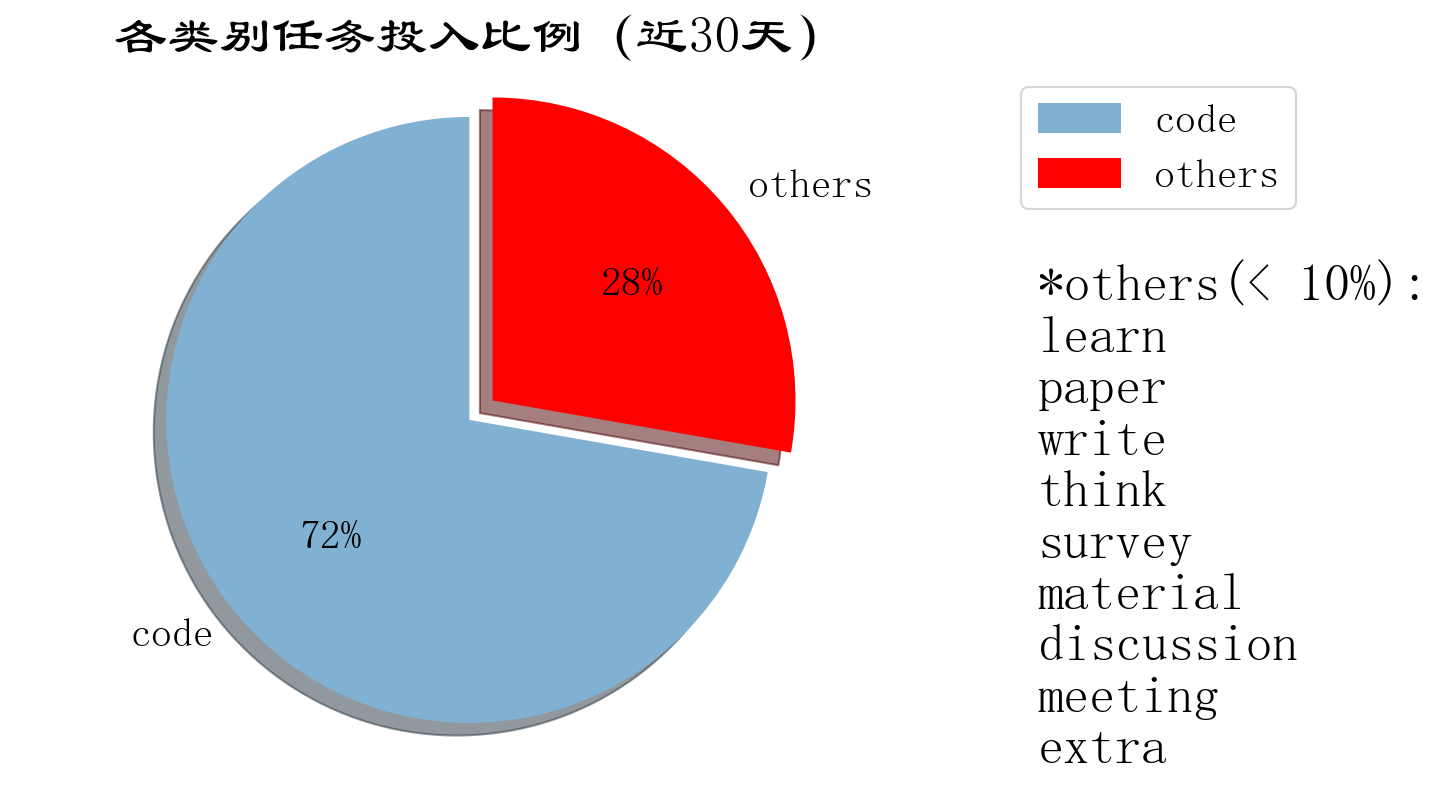 各类别任务投入比例 (近30天)
code
others
others
28%
72%
code
*others(< 10%):
learn
paper
write
think
survey
material
discussion
meeting
extra